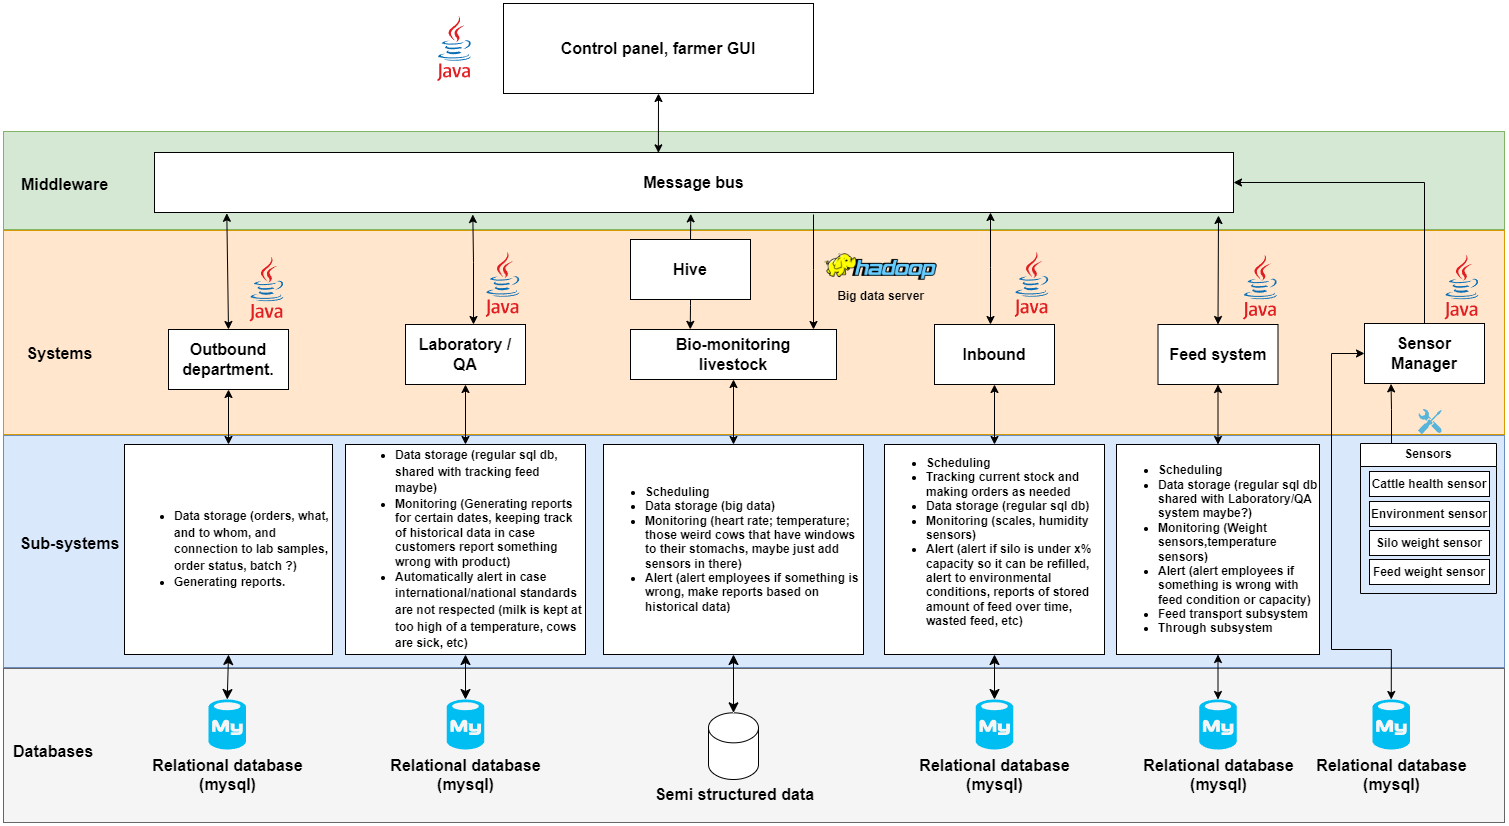 Control panel, farmer GUI
Java
Middleware
Message bus
Systems
Java
Outbound
department.
Java
Laboratory /
QA
Hive
hadoop
Big data server
Bio-monitoring
livestock
Java
Inbound
Java
Feed system
Java
Sensor
Manager
Sub-systems
• Data storage (orders, what,
and to whom, and
connection to lab samples,
order status, batch ?)
• Generating reports.
• Data storage (regular sql db,
shared with tracking feed
maybe)
• Monitoring (Generating reports
for certain dates, keeping track
of historical data in case
customers report something
wrong with product)
• Automatically alert in case
international/national standards
are not respected (milk is kept at
too high of a temperature, cows
are sick, etc)
• Scheduling
• Data storage (big data)
• Monitoring (heart rate; temperature;
those weird cows that have windows
to their stomachs, maybe just add
sensors in there)
• Alert (alert employees if something is
wrong, make reports based on
historical data)
• Scheduling
• Tracking current stock and
making orders as needed
• Data storage (regular sql db)
• Monitoring (scales, humidity
sensors)
• Alert (alert if silo is under x%
capacity so it can be refilled,
alert to environmental
conditions, reports of stored
amount of feed over time,
wasted feed, etc)
• Scheduling
• Data storage (regular sql db
shared with Laboratory/QA
system maybe?)
• Monitoring (Weight
sensors,temperature
sensors)
• Alert (alert employees if
something is wrong with
feed condition or capacity)
• Feed transport subsystem
• Through subsystem
Sensors
Cattle health sensor
Environment sensor
Silo weight sensor
Feed weight sensor
Databases
My
Relational database
(mysql)
My
Relational database
(mysql)
Semi structured data
My
Relational database
(mysql)
My
Relational database
(mysql)
My
Relational database
(mysql)